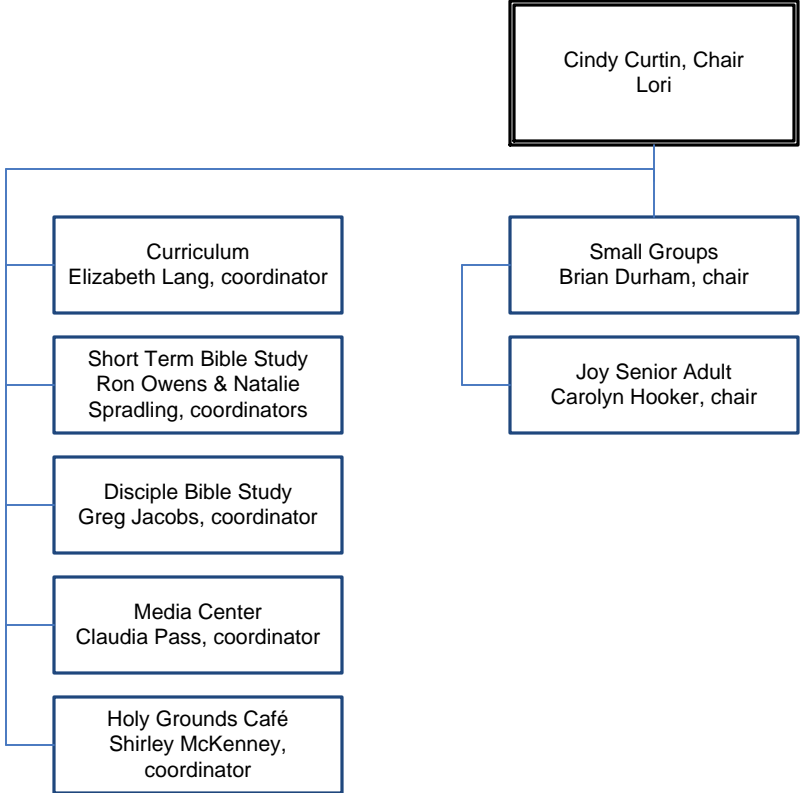 Cindy Curtin, Chair
Lori
Curriculum
Elizabeth Lang, coordinator
Short Term Bible Study
Ron Owens & Natalie
Spradling, coordinators
Disciple Bible Study
Greg Jacobs, coordinator
Media Center
Claudia Pass, coordinator
Holy Grounds Café
Shirley McKenney,
coordinator
Small Groups
Brian Durham, chair
Joy Senior Adult
Carolyn Hooker, chair